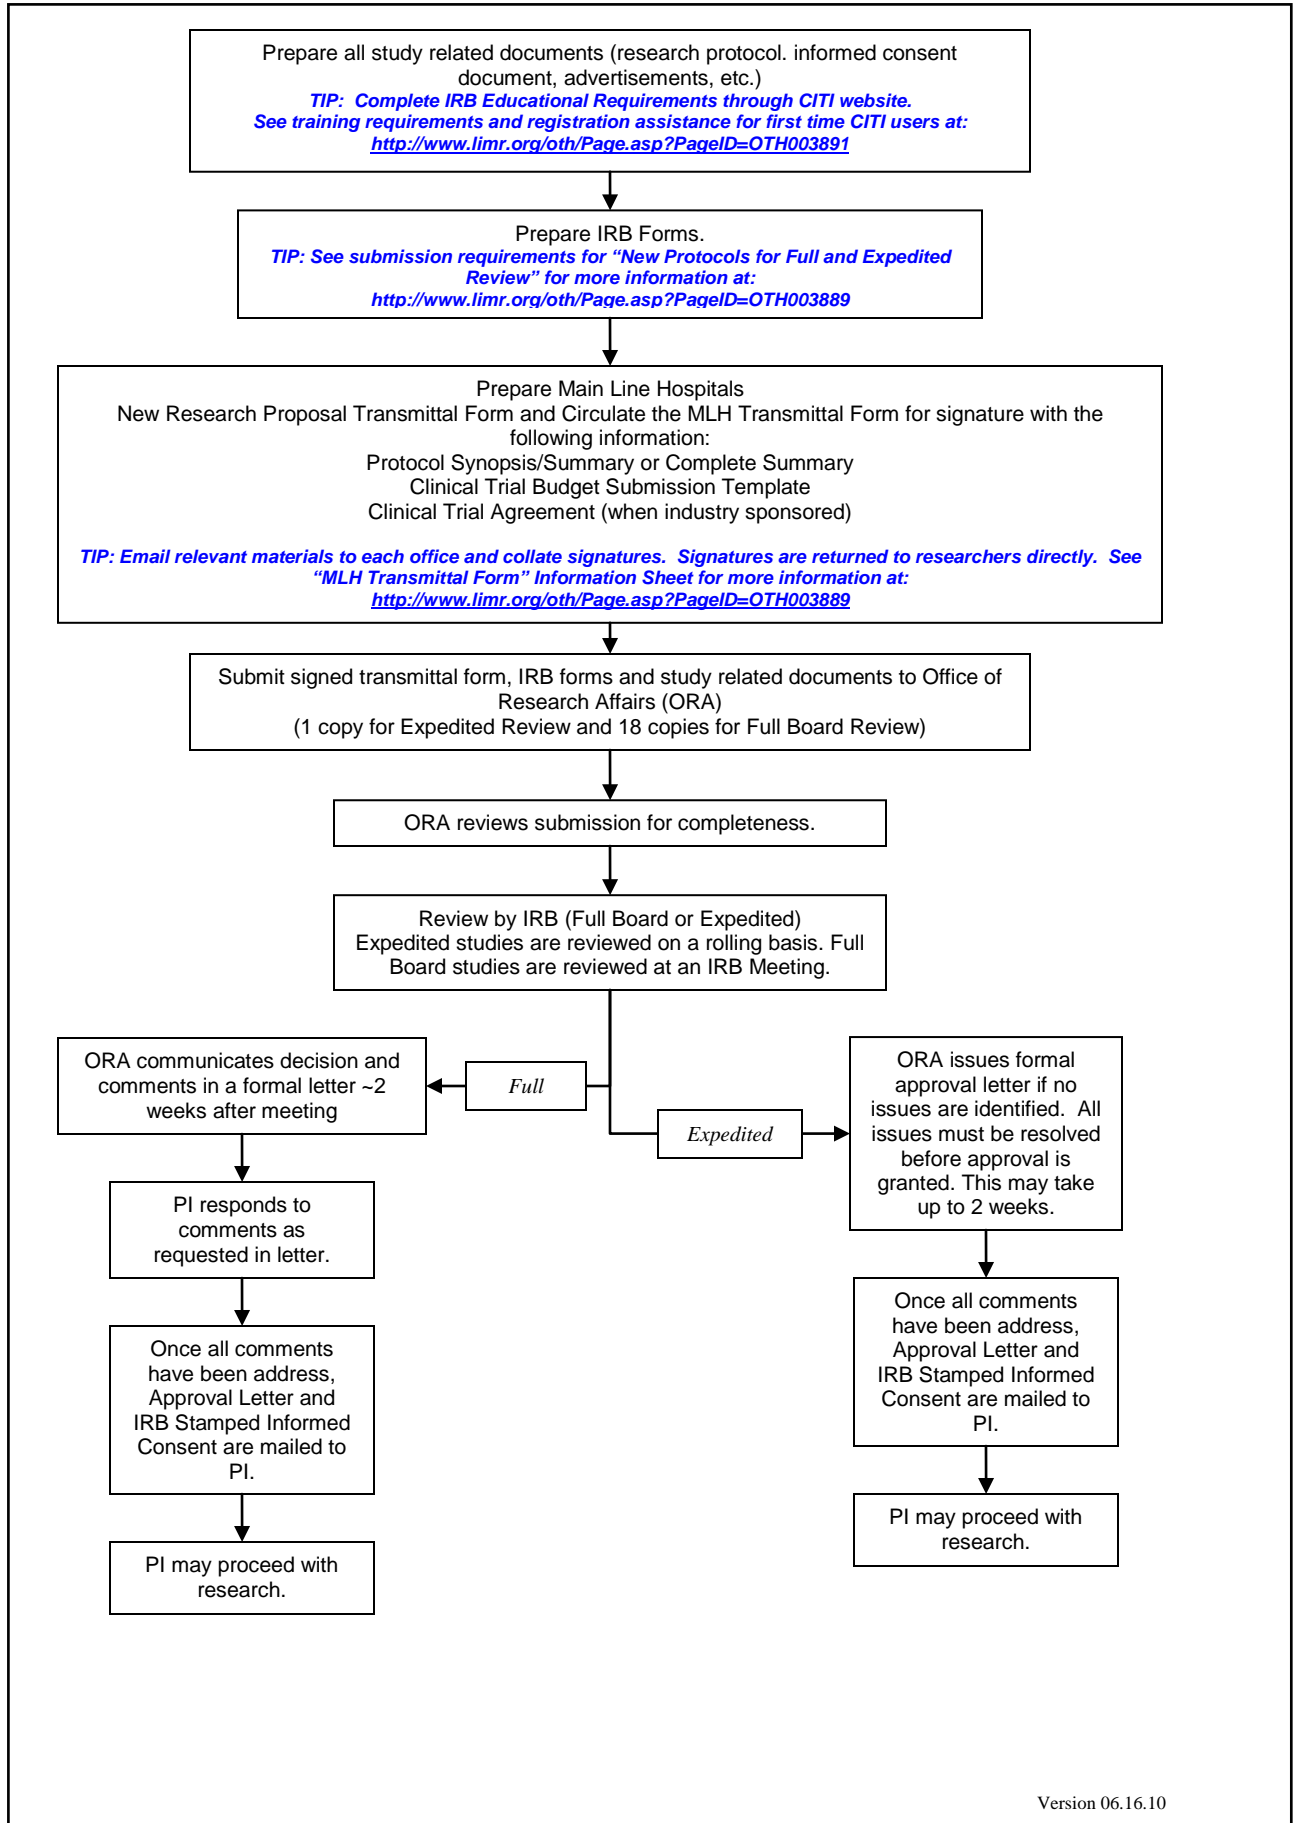 Prepare all study related documents (research protocol. informed consent
document, advertisements, etc.)
TIP:  Complete IRB Educational Requirements through CITI website.
See training requirements and registration assistance for first time CITI users at:
http://www.limr.org/oth/Page.asp?PageID=OTH003891
Prepare IRB Forms.
TIP: See submission requirements for “New Protocols for Full and Expedited
Review” for more information at:
http://www.limr.org/oth/Page.asp?PageID=OTH003889
Prepare Main Line Hospitals
New Research Proposal Transmittal Form and Circulate the MLH Transmittal Form for signature with the
following information:
Protocol Synopsis/Summary or Complete Summary
Clinical Trial Budget Submission Template
Clinical Trial Agreement (when industry sponsored)
TIP: Email relevant materials to each office and collate signatures.  Signatures are returned to researchers directly.  See
“MLH Transmittal Form” Information Sheet for more information at:
http://www.limr.org/oth/Page.asp?PageID=OTH003889
Submit signed transmittal form, IRB forms and study related documents to Office of
Research Affairs (ORA)
(1 copy for Expedited Review and 18 copies for Full Board Review)
ORA reviews submission for completeness.
Review by IRB (Full Board or Expedited)
Expedited studies are reviewed on a rolling basis. Full
Board studies are reviewed at an IRB Meeting.
ORA communicates decision and
comments in a formal letter ~2
weeks after meeting
Full
Expedited
ORA issues formal
approval letter if no
issues are identified.  All
issues must be resolved
before approval is
granted. This may take
up to 2 weeks.
PI responds to
comments as
requested in letter.
Once all comments
have been address,
Approval Letter and
IRB Stamped Informed
Consent are mailed to
PI.
Once all comments
have been address,
Approval Letter and
IRB Stamped Informed
Consent are mailed to
PI.
PI may proceed with
research.
PI may proceed with
research.
Version 06.16.10